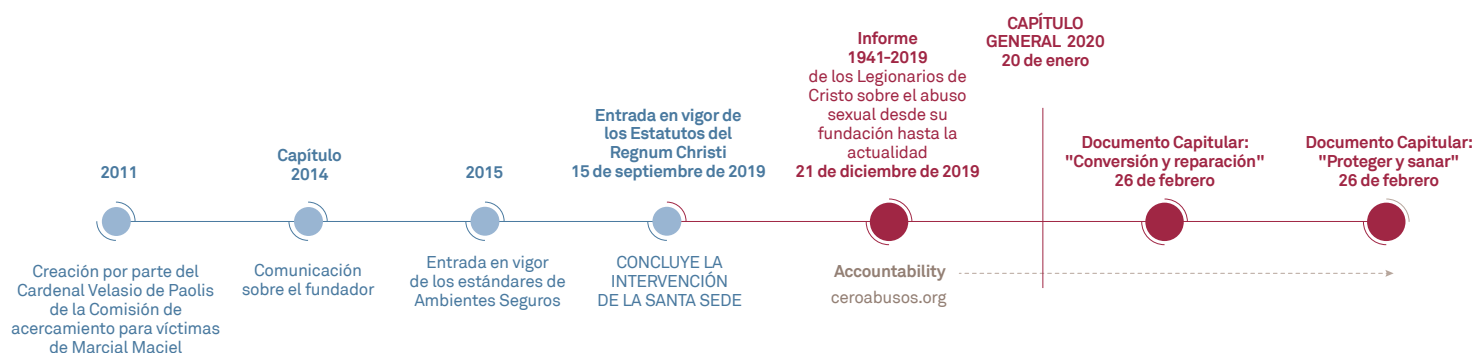 2011
Creación por parte del
Cardenal Velasio de Paolis
de la Comisión de
acercamiento para víctimas
de Marcial Maciel
Capítulo
2014
Comunicación
sobre el fundador
2015
Entrada en vigor
de los estándares de
Ambientes Seguros
Entrada en vigor de
los Estatutos del
Regnum Christi
15 de septiembre de 2019
CONCLUYE LA
INTERVENCIÓN
DE LA SANTA SEDE
Informe
1941-2019
de los Legionarios de
Cristo sobre el abuso
sexual desde su
fundación hasta la
actualidad
21 de diciembre de 2019
Accountability
ceroabusos.org
CAPÍTULO
GENERAL 2020
20 de enero
Documento Capitular:
"Conversión y reparación"
26 de febrero
Documento Capitular:
"Proteger y sanar"
26 de febrero